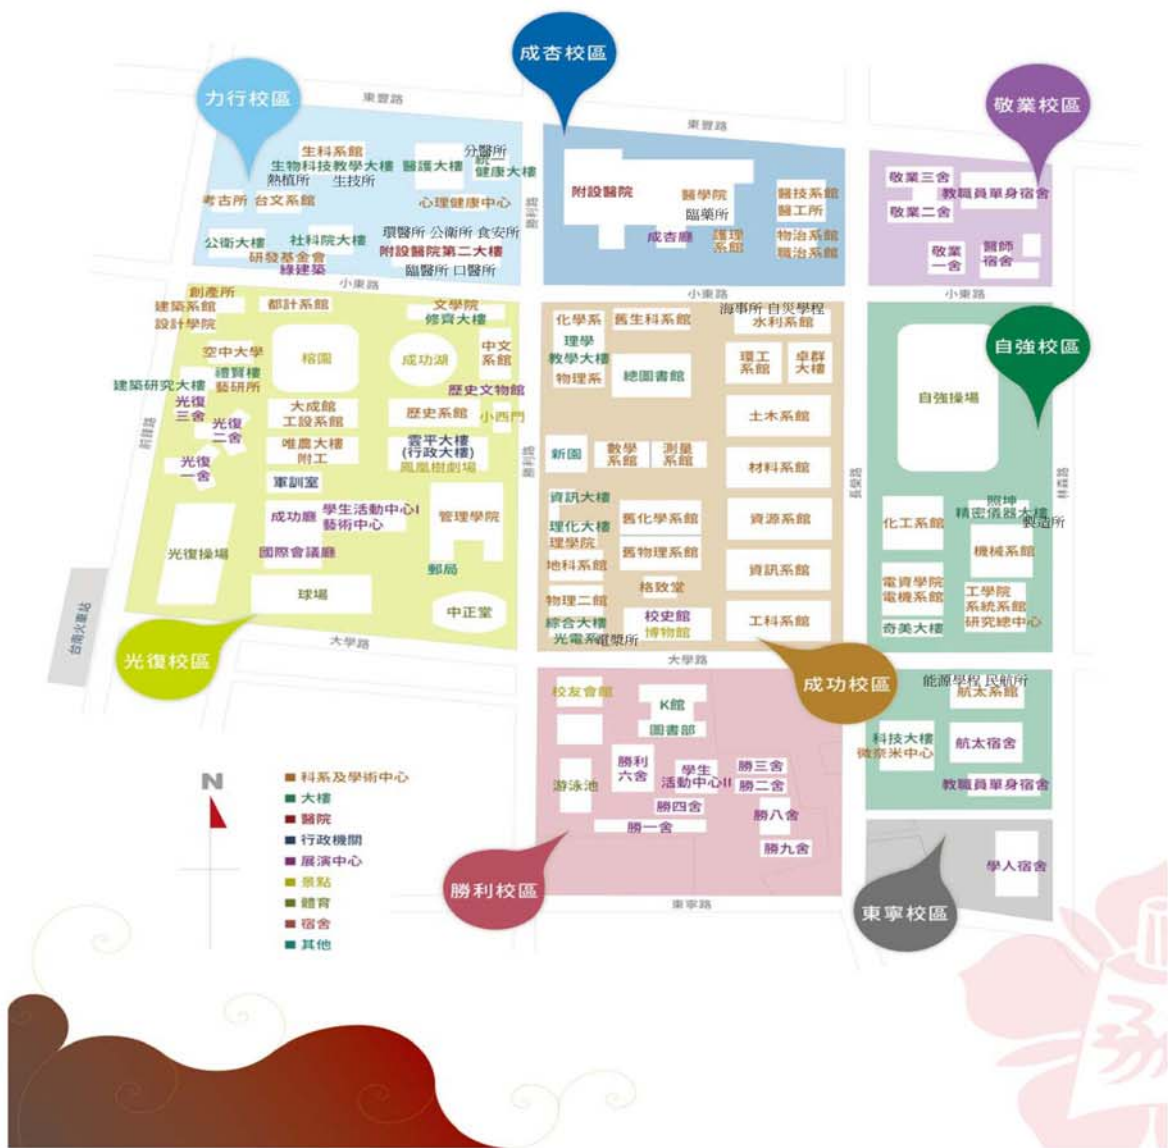 成杏校區
力行校區
敬業校區
東豐路
東豐路
生科系館
生物科技教學大樓
熱植所
生技所
醫護大樓
分醫所
統一
健康大樓
考古所
台文系館
心理健康中心
公衛大樓
社科院大樓
研發基金會
綠建築
環醫所 公衛所 食安所
附設醫院第二大樓
臨醫所 口醫所
勝利路
附設醫院
醫學院
臨藥所
成杏廳
護理
系館
醫技系館
醫工所
物治系館
職治系館
敬業三舍
教職員單身宿舍
敬業二舍
敬業
一舍
醫師
宿舍
小東路
小東路
小東路
創產所
建築系館
設計學院
都計系館
文學院
修齊大樓
空中大學
禮賢樓
藝研所
建築研究大樓
榕園
成功湖
中文
系館
歷史文物館
光復
三舍
光復
二舍
光復
一舍
大成館
工設系館
歷史系館
小西門
唯農大樓
附工
雲平大樓
(行政大樓)
鳳凰樹劇場
軍訓室
成功廳
學生活動中心I
藝術中心
國際會議廳
管理學院
郵局
光復操場
球場
中正堂
前鋒路
勝利路
台南火車站
大學路
光復校區
化學系
理學
教學大樓
物理系
舊生科系館
總圖書館
海事所 自災學程
水利系館
環工
系館
卓群
大樓
土木系館
新園
數學
系館
測量
系館
材料系館
資訊大樓
理化大樓
理學院
地科系館
舊化學系館
舊物理系館
資源系館
資訊系館
物理二館
格致堂
綜合大樓
光電系
電漿所
校史館
博物館
工科系館
大學路
成功校區
長榮路
自強校區
自強操場
林森路
化工系館
照坤
精密儀器大樓
製造所
機械系館
電資學院
電機系館
工學院
系統系館
研究總中心
奇美大樓
能源學程 民航所
航太系館
科技大樓
微奈米中心
航太宿舍
教職員單身宿舍
校友會館
K館
圖書部
游泳池
勝利
六舍
學生
活動中心II
勝三舍
勝二舍
勝四舍
勝一舍
勝八舍
勝九舍
勝利校區
東寧路
學人宿舍
東寧校區
N
科系及學術中心
大樓
醫院
行政機關
展演中心
景點
體育
宿舍
其他